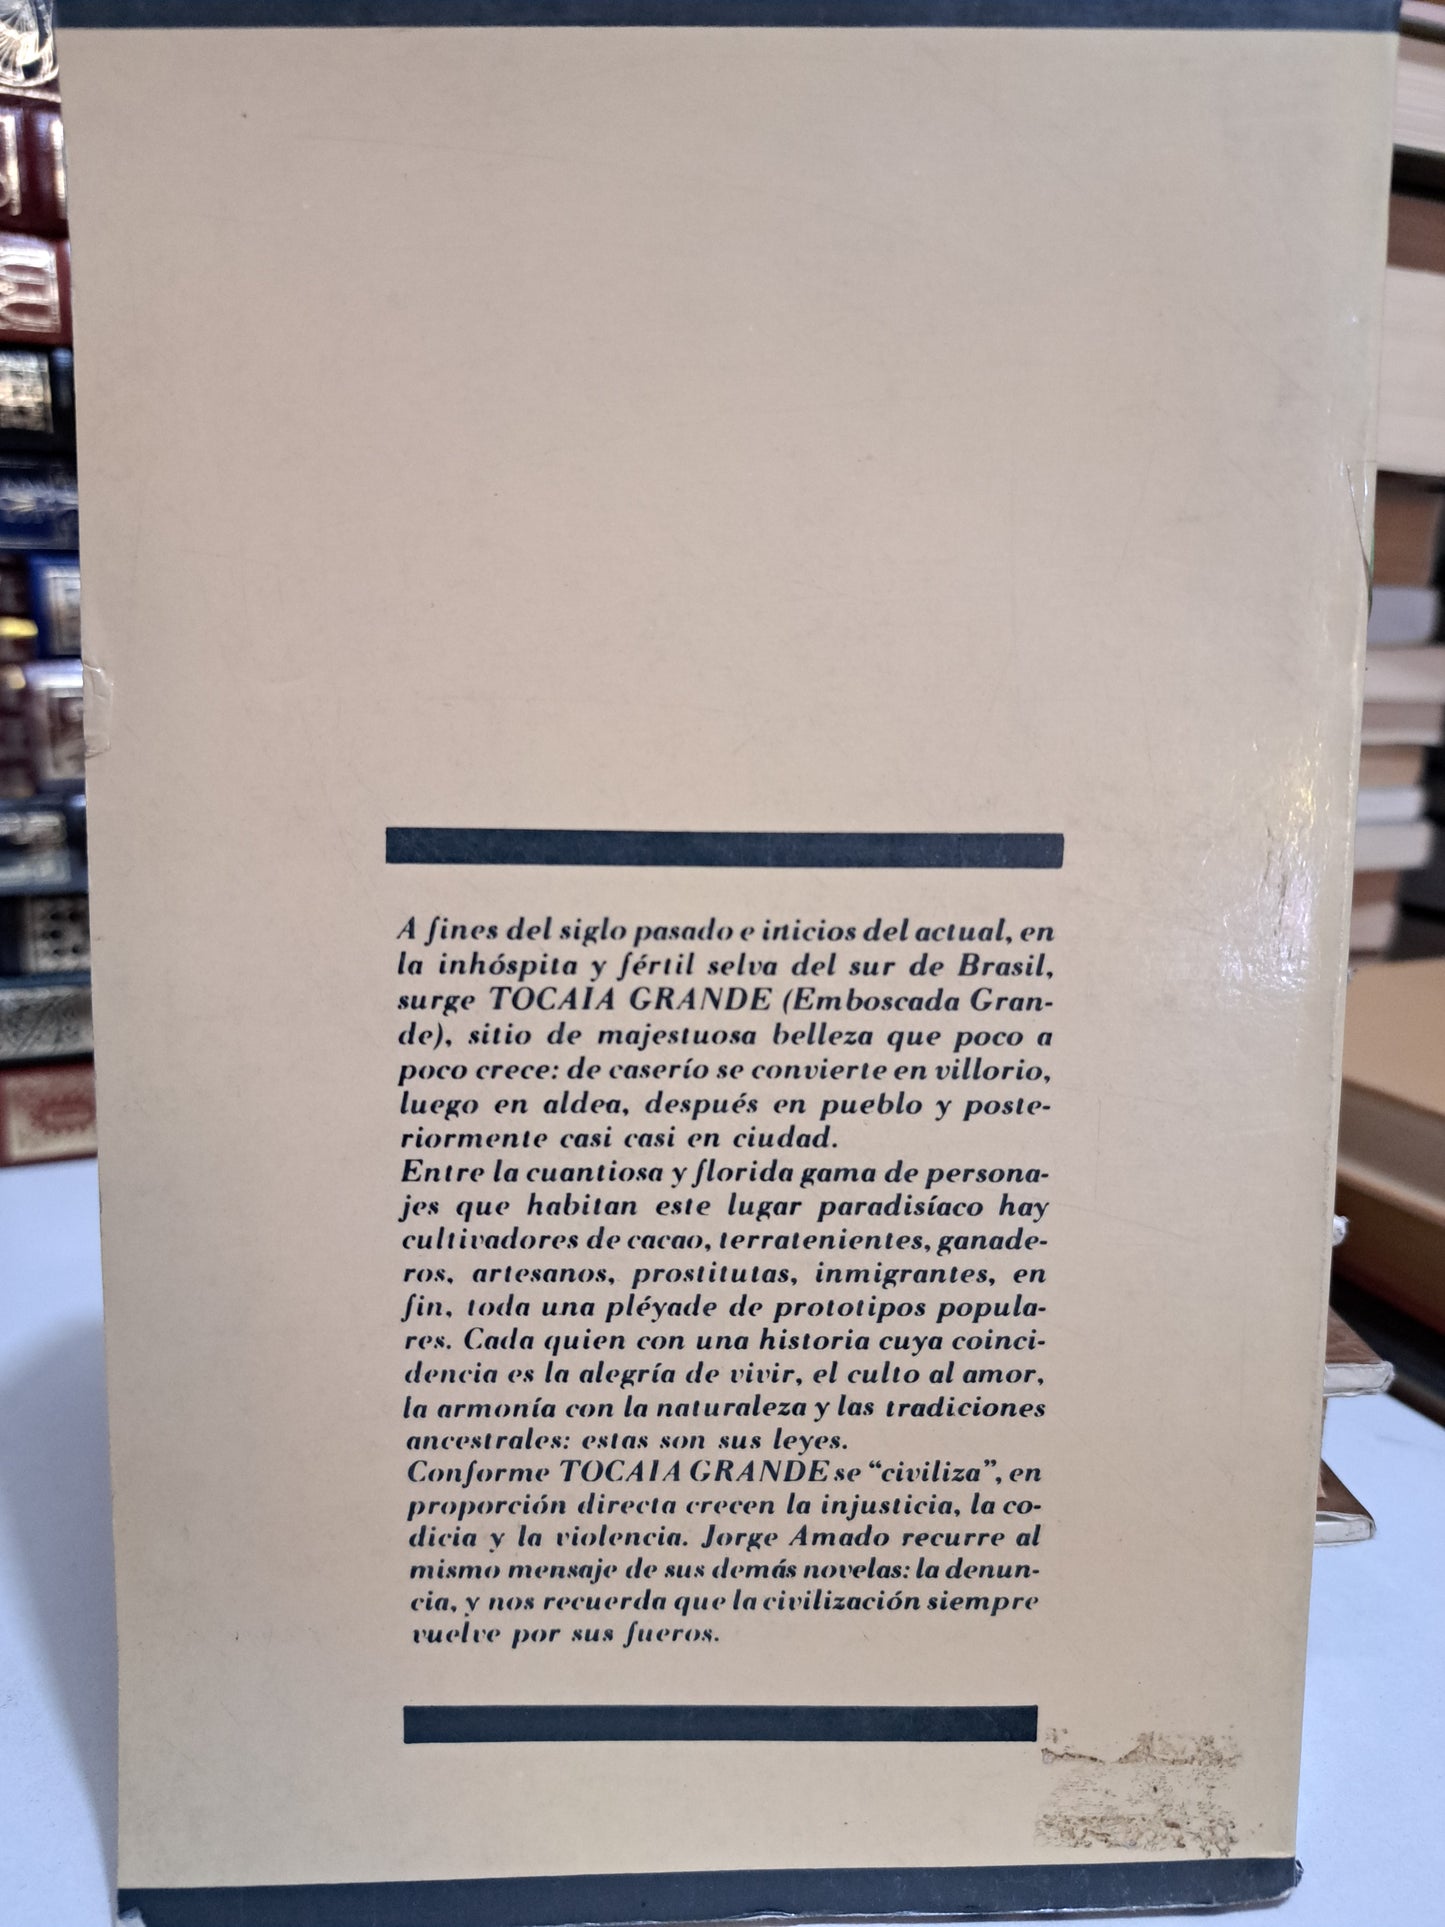 A fines del siglo pasado e inicios del actual, en
la inhóspita y fértil selva del sur de Brasil,
surge TOCAIA GRANDE (Emboscada Gran-
de), sitio de majestuosa belleza que poco a
poco crece: de caserío se convierte en villorio,
luego en aldea, después en pueblo y poste-
riormente casi casi en ciudad.
Entre la cuantiosa y florida gama de persona-
jes que habitan este lugar paradisíaco hay
cultivadores de cacao, terratenientes, ganade-
ros, artesanos, prostitutas, inmigrantes, en
fin, toda una pléyade de prototipos popula-
res. Cada quien con una historia cuya coinci-
dencia es la alegría de vivir, el culto al amor,
la armonía con la naturaleza y las tradiciones
ancestrales: estas son sus leyes.
Conforme TOCAIA GRANDE se “civiliza”, en
proporción directa crecen la injusticia, la co-
dicia y la violencia. Jorge Amado recurre al
mismo mensaje de sus demás novelas: la denun-
cia, y nos recuerda que la civilización siempre
vuelve por sus fueros.